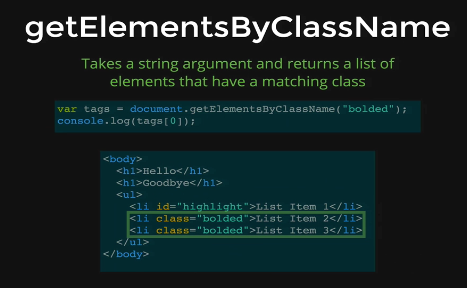 getElementsByClassName
Takes a string argument and returns a list of
elements that have a matching class
var tags = document.getElementsByClassName("bolded");
console.log(tags[0]);
<body>
<h1>Hello</h1>
<h1>Goodbye</h1>
<ul>
<li id="highlight">List Item 1</li>
<li class="bolded">List Item 2</li>
<li class="bolded">List Item 3</li>
</ul>
</body>